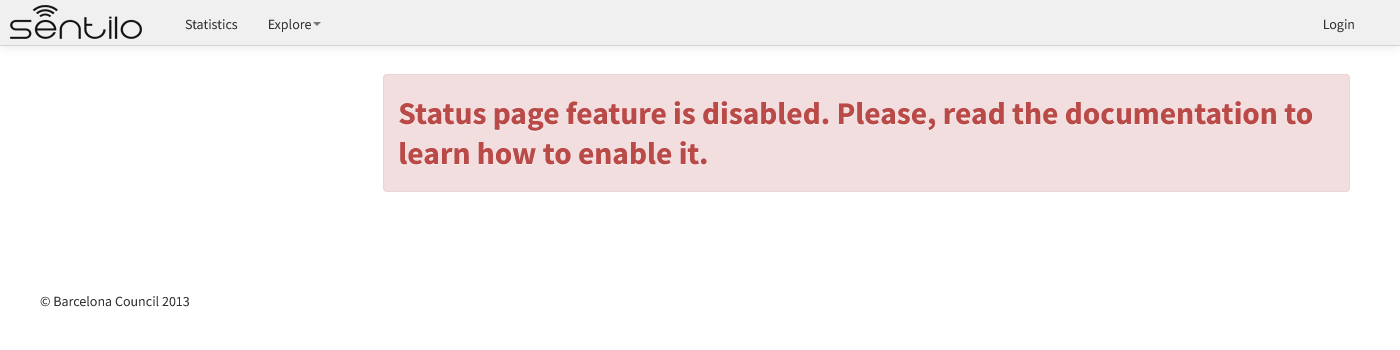 sentilo
Statistics
Explore
Login
Status page feature is disabled. Please, read the documentation to
learn how to enable it.
© Barcelona Council 2013